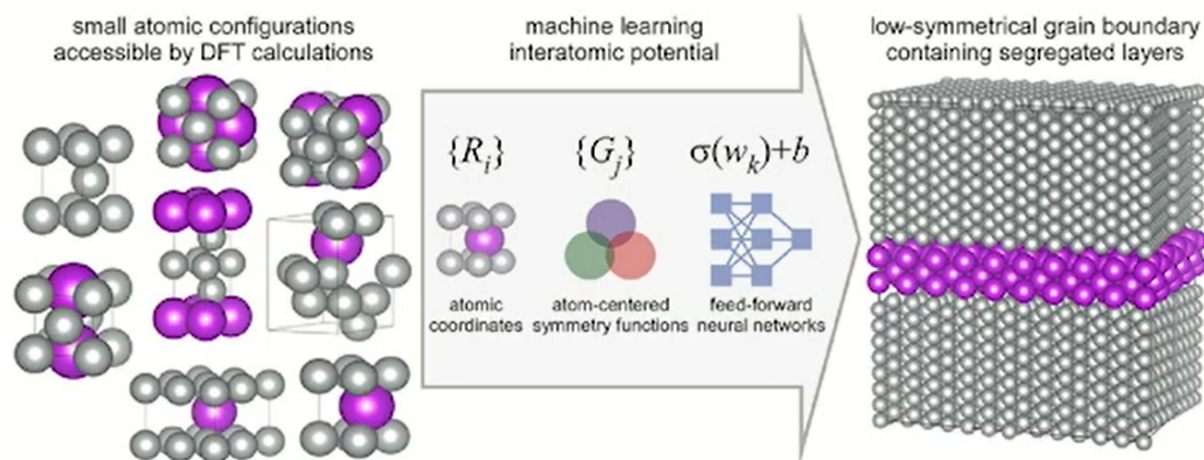 small atomic configurations
accessible by DFT calculations
machine learning
interatomic potential
low-symmetrical grain boundary
containing segregated layers
{R_i}
{G_j}
σ(w_k)+b
atomic
coordinates
atom-centered
symmetry functions
feed-forward
neural networks